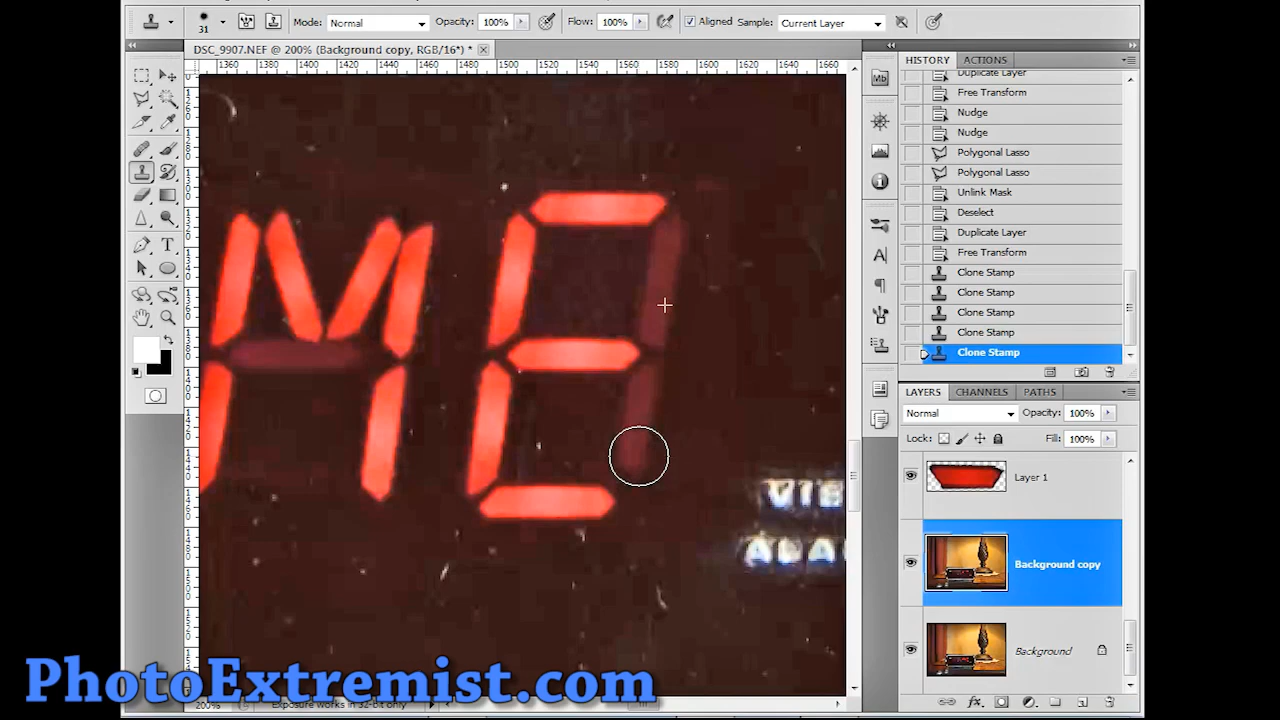 31 Mode: Normal Opacity: 100% Flow: 100% Aligned Sample: Current Layer
DSC_9907.NEF @ 200% (Background copy, RGB/16*) *
1360 1380 1400 1420 1440 1460 1480 1500 1520 1540 1560 1580 1600 1620 1640 1660
HISTORY ACTIONS
Duplicate Layer
Free Transform
Nudge
Nudge
Polygonal Lasso
Polygonal Lasso
Unlink Mask
Deselect
Duplicate Layer
Free Transform
Clone Stamp
Clone Stamp
Clone Stamp
Clone Stamp
Clone Stamp
ME
LAYERS CHANNELS PATHS
Normal Opacity: 100%
Lock: Fill: 100%
Layer 1
Background copy
Background
200% Exposure works in 32-bit only
PhotoExtremist.com